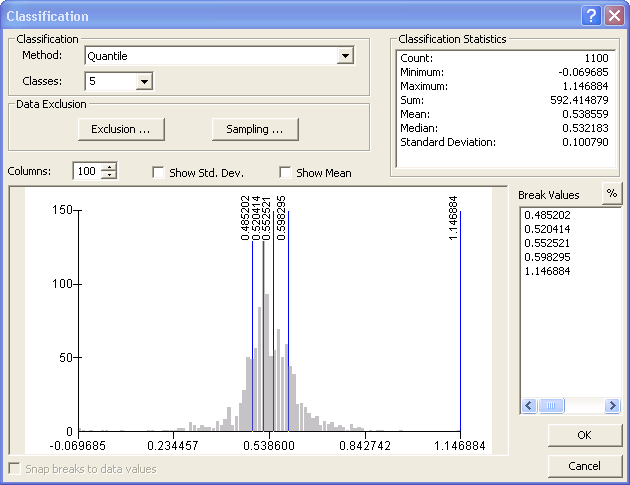 Classification
Classification
Method: Quantile
Classes: 5
Data Exclusion
Exclusion ...
Sampling ...
Classification Statistics
Count: 1100
Minimum: -0.069685
Maximum: 1.146884
Sum: 592.414879
Mean: 0.538559
Median: 0.532183
Standard Deviation: 0.100790
Columns: 100
Show Std. Dev.
Show Mean
150
100
50
0
0.485202
0.520414
0.552521
0.598295
1.146884
-0.069685 0.234457 0.538600 0.842742 1.146884
Break Values %
0.485202
0.520414
0.552521
0.598295
1.146884
OK
Cancel
Snap breaks to data values